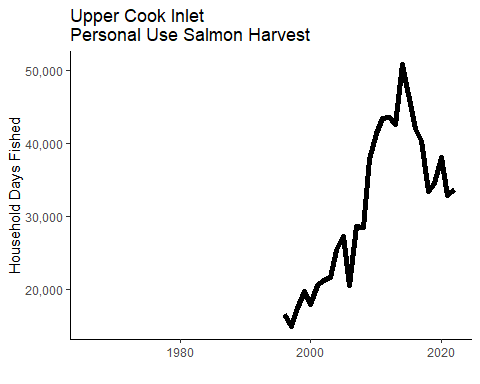 Upper Cook Inlet
Personal Use Salmon Harvest
Household Days Fished
50,000
40,000
30,000
20,000
1980
2000
2020